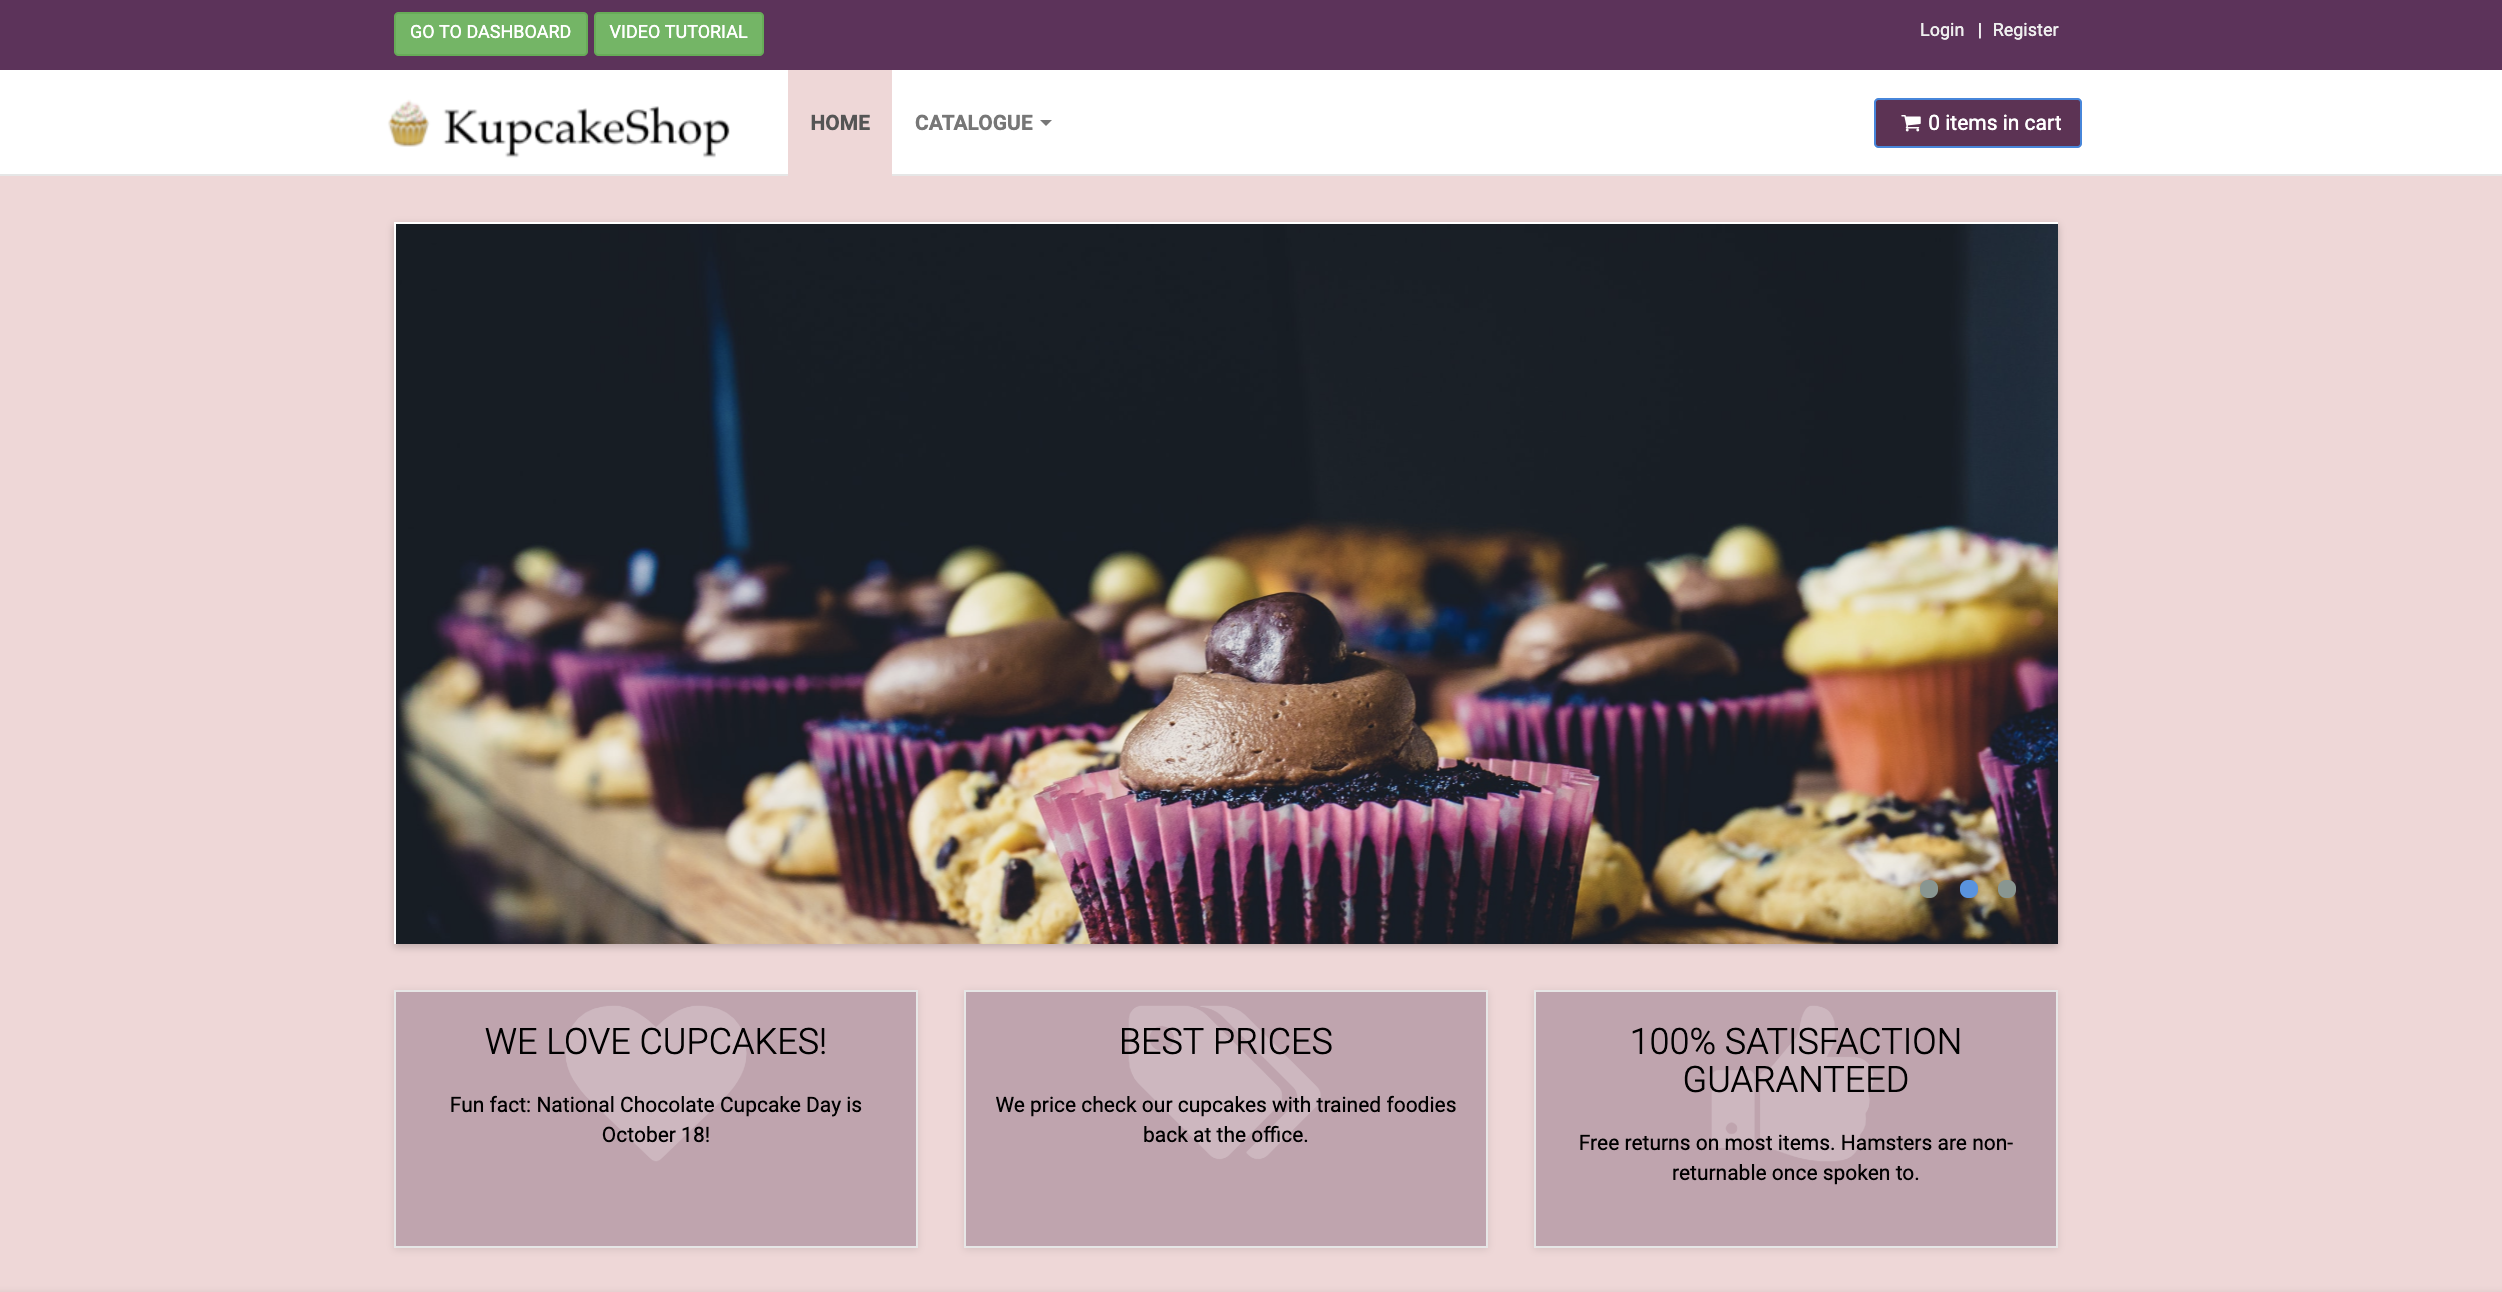 GO TO DASHBOARD VIDEO TUTORIAL Login | Register
KupcakeShop HOME CATALOGUE 0 items in cart
WE LOVE CUPCAKES!
Fun fact: National Chocolate Cupcake Day is
October 18!
BEST PRICES
We price check our cupcakes with trained foodies
back at the office.
100% SATISFACTION
GUARANTEED
Free returns on most items. Hamsters are non-
returnable once spoken to.